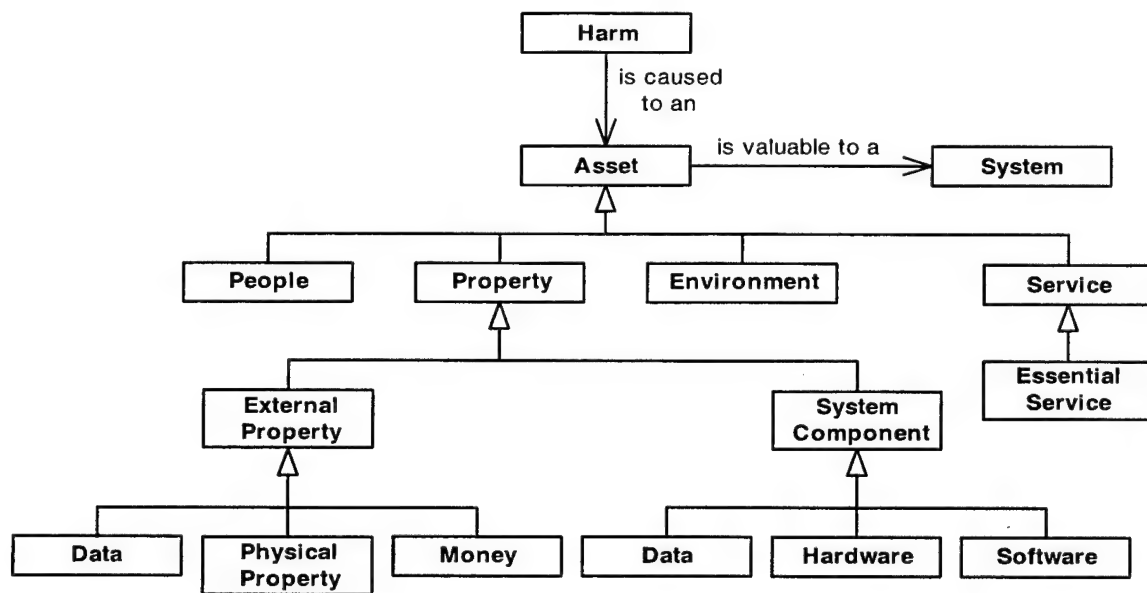 Harm
is caused
to an
is valuable to a
Asset
System
People
Property
Environment
Service
Essential
Service
External
Property
System
Component
Data
Physical
Property
Money
Data
Hardware
Software